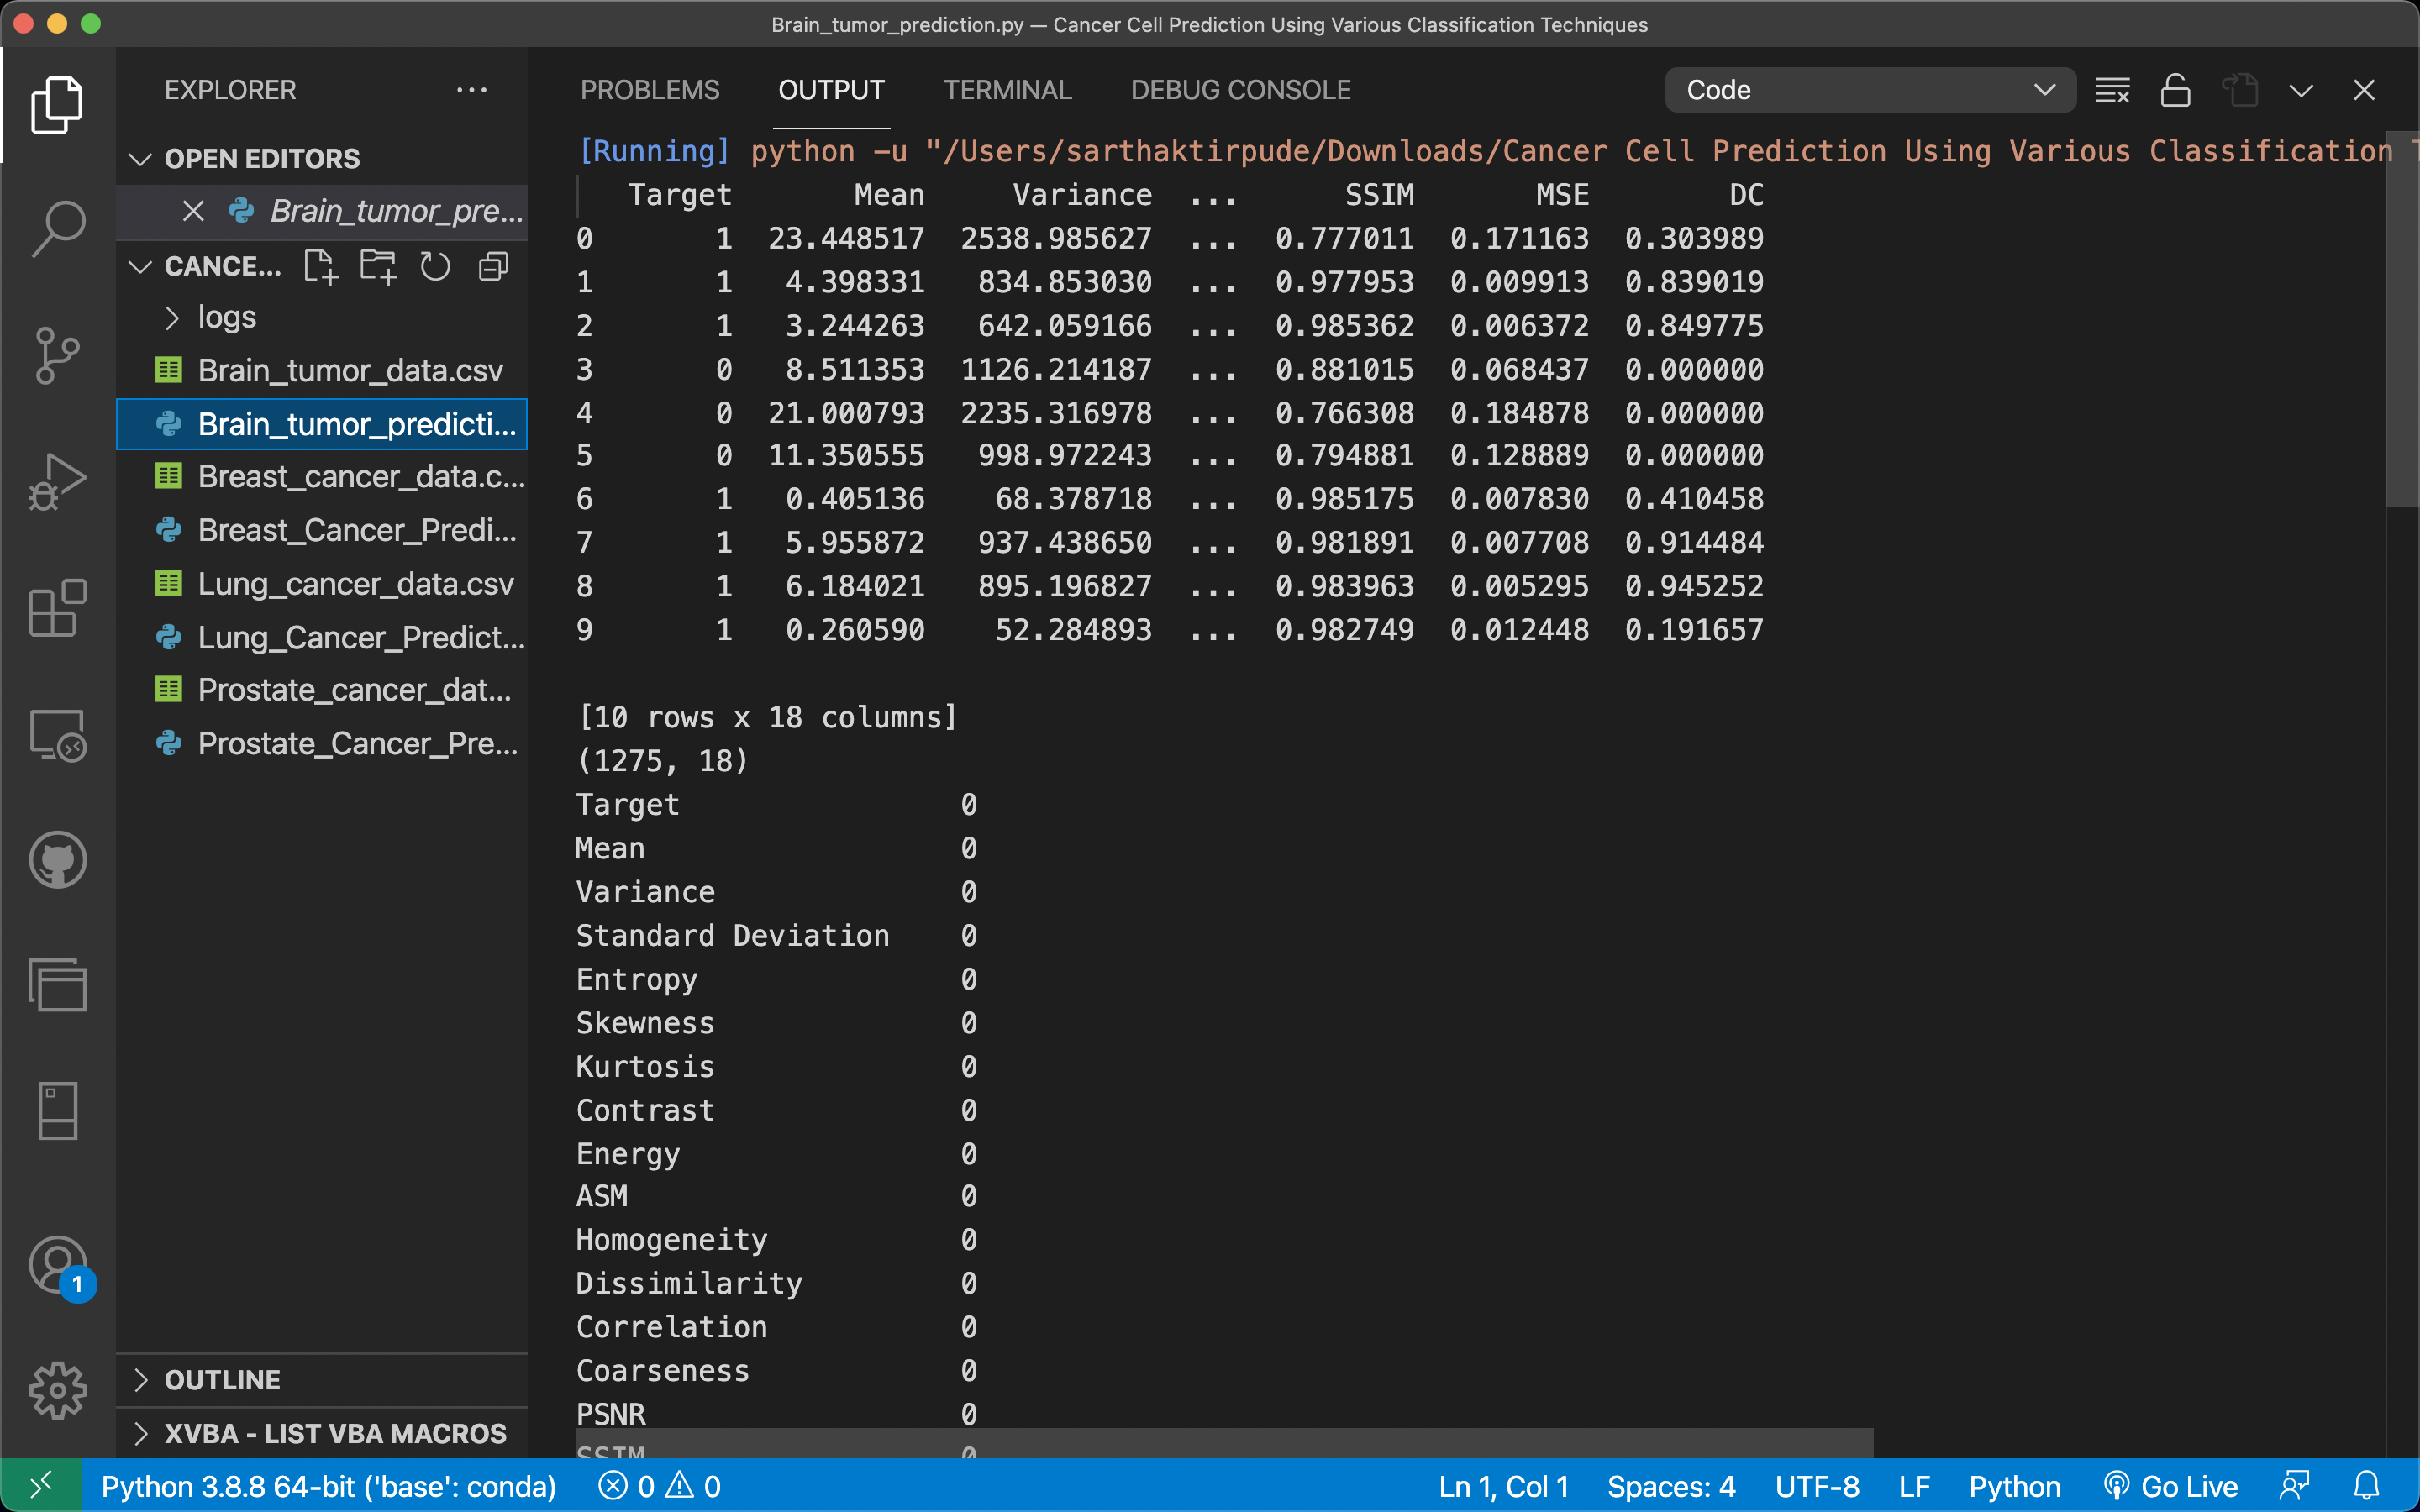 Brain_tumor_prediction.py — Cancer Cell Prediction Using Various Classification Techniques
EXPLORER
OPEN EDITORS
Brain_tumor_pre...
CANCE...
logs
Brain_tumor_data.csv
Brain_tumor_predicti...
Breast_cancer_data.c...
Breast_Cancer_Predi...
Lung_cancer_data.csv
Lung_Cancer_Predict...
Prostate_cancer_dat...
Prostate_Cancer_Pre...
1
OUTLINE
XVBA - LIST VBA MACROS
PROBLEMS OUTPUT TERMINAL DEBUG CONSOLE Code
[Running] python -u "/Users/sarthaktirpude/Downloads/Cancer Cell Prediction Using Various Classification
Target Mean Variance ... SSIM MSE DC
0 1 23.448517 2538.985627 ... 0.777011 0.171163 0.303989
1 1 4.398331 834.853030 ... 0.977953 0.009913 0.839019
2 1 3.244263 642.059166 ... 0.985362 0.006372 0.849775
3 0 8.511353 1126.214187 ... 0.881015 0.068437 0.000000
4 0 21.000793 2235.316978 ... 0.766308 0.184878 0.000000
5 0 11.350555 998.972243 ... 0.794881 0.128889 0.000000
6 1 0.405136 68.378718 ... 0.985175 0.007830 0.410458
7 1 5.955872 937.438650 ... 0.981891 0.007708 0.914484
8 1 6.184021 895.196827 ... 0.983963 0.005295 0.945252
9 1 0.260590 52.284893 ... 0.982749 0.012448 0.191657
[10 rows x 18 columns]
(1275, 18)
Target 0
Mean 0
Variance 0
Standard Deviation 0
Entropy 0
Skewness 0
Kurtosis 0
Contrast 0
Energy 0
ASM 0
Homogeneity 0
Dissimilarity 0
Correlation 0
Coarseness 0
PSNR 0
SSIM 0
Python 3.8.8 64-bit ('base': conda) 0 0 Ln 1, Col 1 Spaces: 4 UTF-8 LF Python Go Live